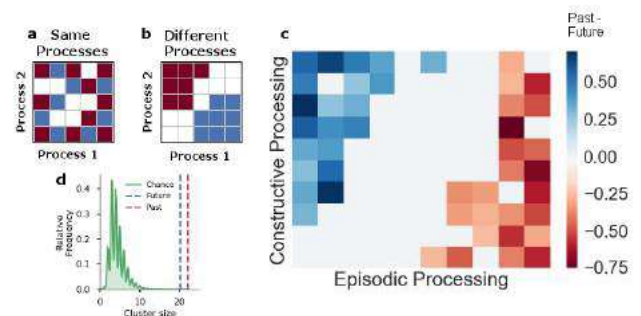 a Same Processes
Process 2
Process 1
b Different Processes
Process 2
Process 1
c
Past - Future
Constructive Processing
Episodic Processing
0.50
0.25
0.00
−0.25
−0.50
−0.75
d
Relative Frequency
0.4
0.3
0.2
0.1
0.0
Chance
Future
Past
0
10
20
Cluster size